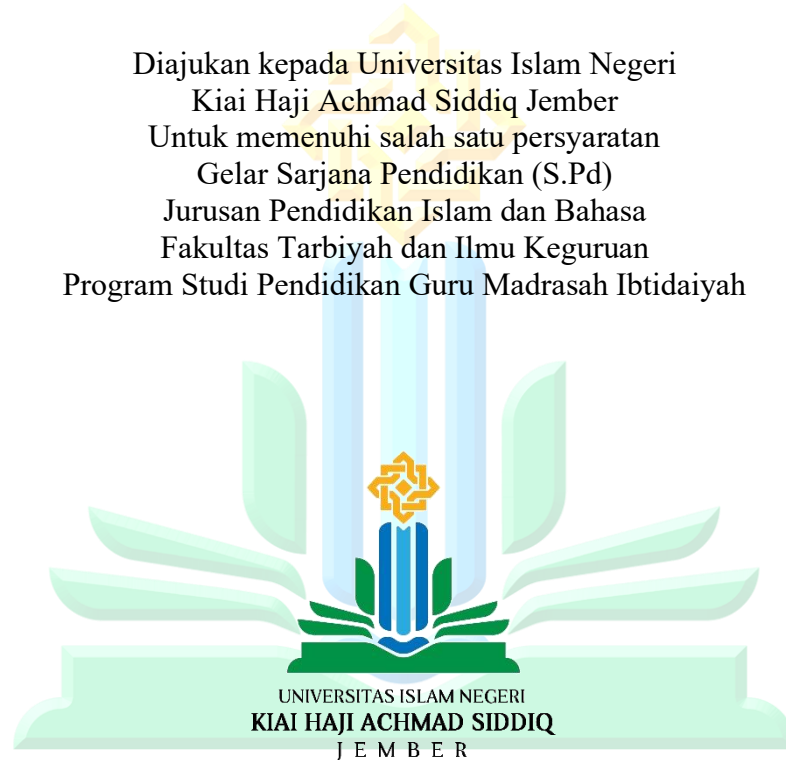 Diajukan kepada Universitas Islam Negeri
Kiai Haji Achmad Siddiq Jember
Untuk memenuhi salah satu persyaratan
Gelar Sarjana Pendidikan (S.Pd)
Jurusan Pendidikan Islam dan Bahasa
Fakultas Tarbiyah dan Ilmu Keguruan
Program Studi Pendidikan Guru Madrasah Ibtidaiyah
UNIVERSITAS ISLAM NEGERI
KIAI HAJI ACHMAD SIDDIQ
JEMBER